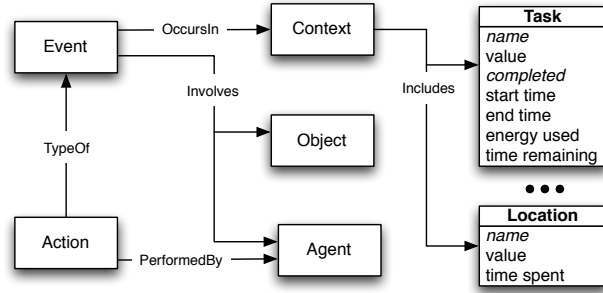 Event
OccursIn
Context
Task
name
value
completed
start time
end time
energy used
time remaining
Involves
Includes
Object
TypeOf
Location
name
value
time spent
Action
PerformedBy
Agent